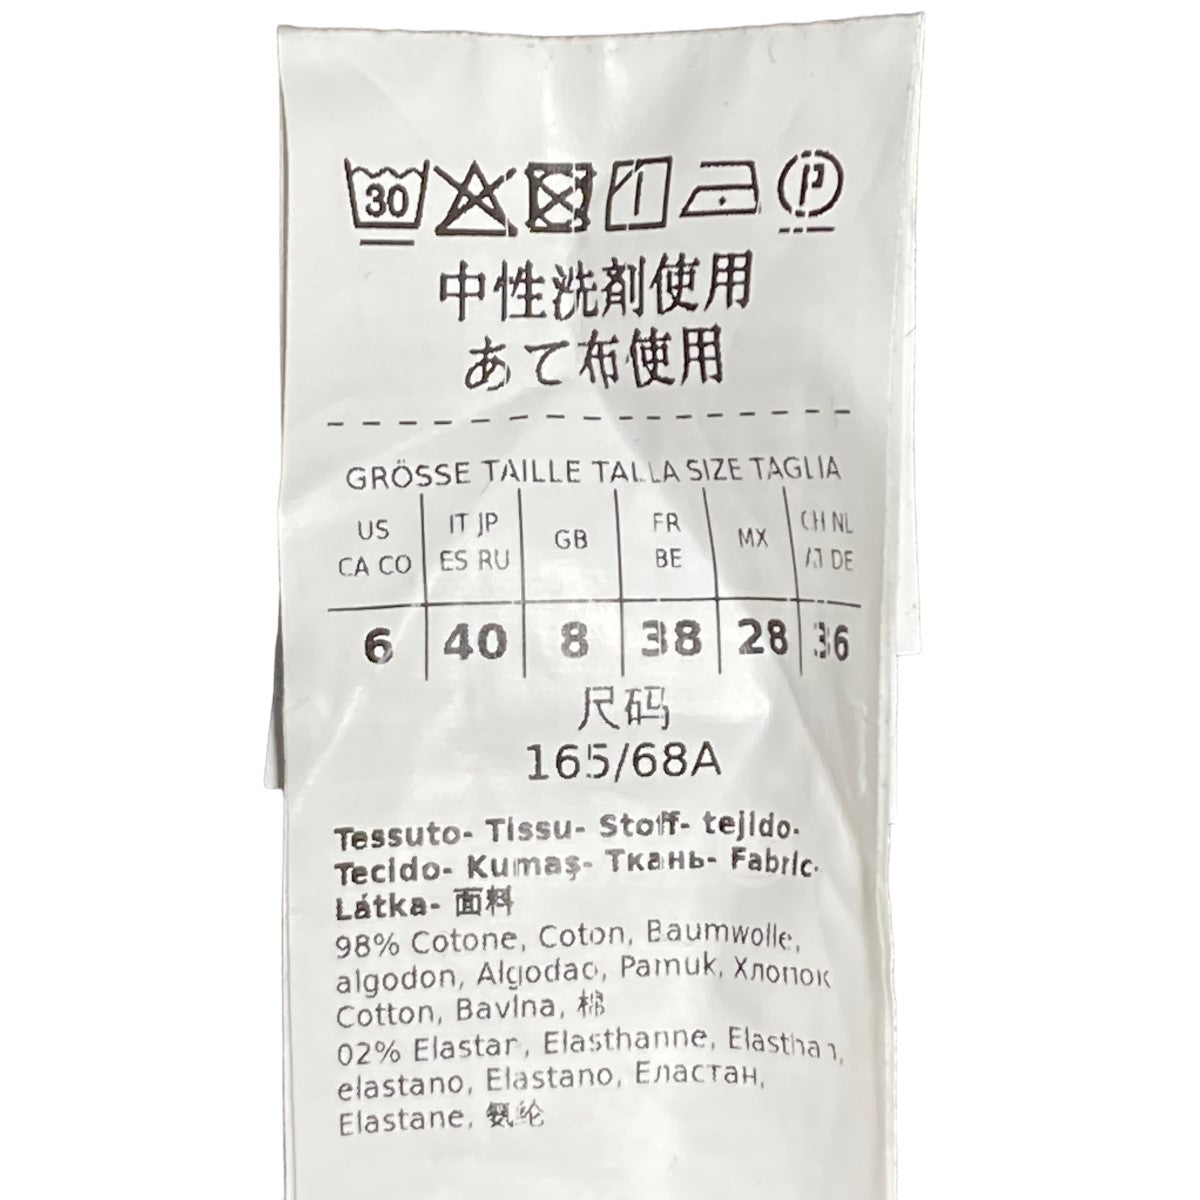 30
P
中性洗剤使用
あて布使用
GRÖSSE TAILLE TALLA SIZE TAGLIA
US IT JP GB FR MX CH NL
CA CO ES RU BE AT DE
6 40 8 38 28 36
尺码
165/68A
Tessuto- Tissu- Stoff- tejido-
Tecido- Kumaş- Ткань- Fabric-
Látka- 面料
98% Cotone, Coton, Baumwolle,
algodon, Algodao, Pamuk, Хлопок
Cotton, Bavlna, 棉
02% Elastan, Elasthanne, Elasthan,
elastano, Elastano, Еластан,
Elastane, 氨纶